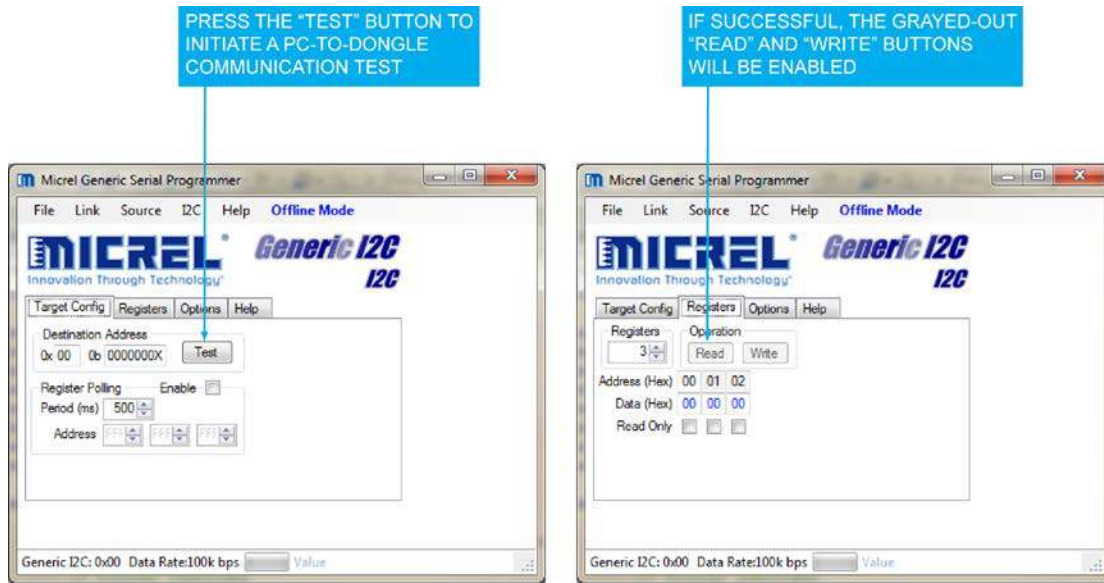 PRESS THE “TEST” BUTTON TO
INITIATE A PC-TO-DONGLE
COMMUNICATION TEST
IF SUCCESSFUL, THE GRAYED-OUT
“READ” AND “WRITE” BUTTONS
WILL BE ENABLED
Micrel Generic Serial Programmer
File Link Source I2C Help Offline Mode
MICREL Generic I2C
Innovation Through Technology
I2C
Target Config Registers Options Help
Destination Address
0x 00 0b 0000000X Test
Register Polling Enable
Period (ms) 500
Address FFF FFF FFF
Generic I2C: 0x00 Data Rate:100k bps Value
Micrel Generic Serial Programmer
File Link Source I2C Help Offline Mode
MICREL Generic I2C
Innovation Through Technology
I2C
Target Config Registers Options Help
Registers Operation
3 Read Write
Address (Hex) 00 01 02
Data (Hex) 00 00 00
Read Only
Generic I2C: 0x00 Data Rate:100k bps Value